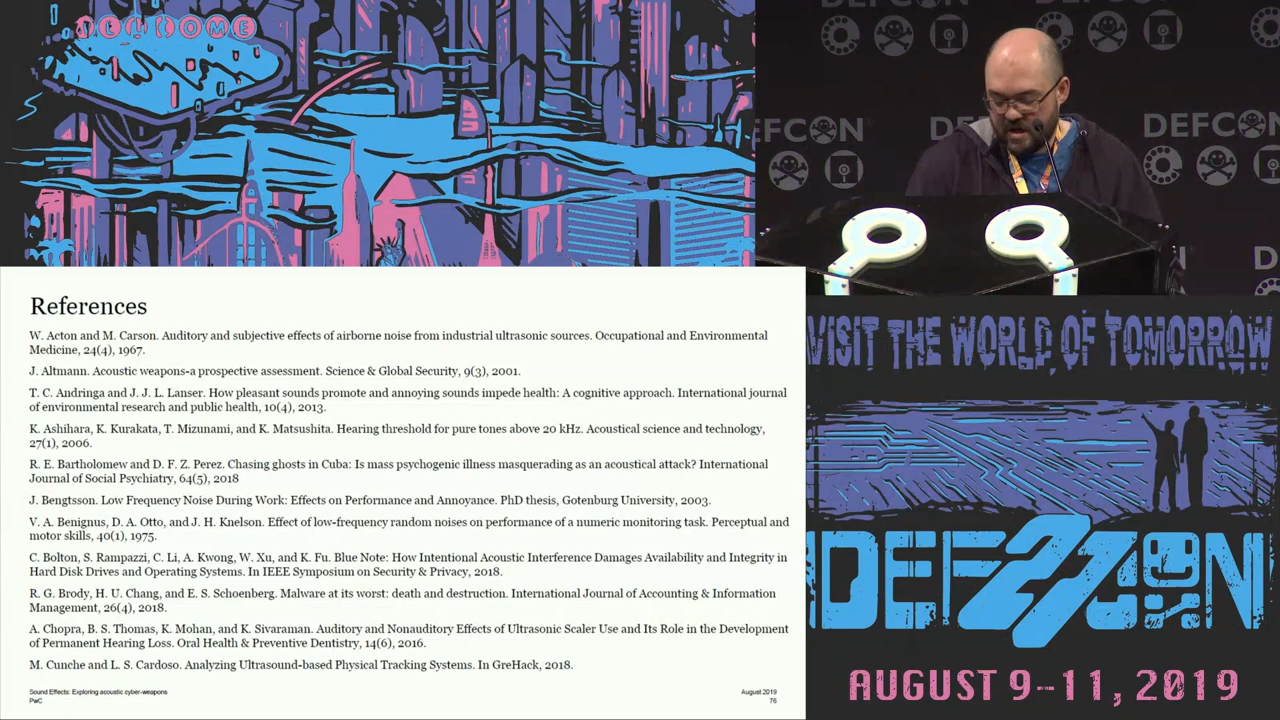 WELCOME
DEFCON
DEFCON
DEFCON
References
W. Acton and M. Carson. Auditory and subjective effects of airborne noise from industrial ultrasonic sources. Occupational and Environmental
Medicine, 24(4), 1967.
J. Altmann. Acoustic weapons-a prospective assessment. Science & Global Security, 9(3), 2001.
T. C. Andringa and J. J. L. Lanser. How pleasant sounds promote and annoying sounds impede health: A cognitive approach. International journal
of environmental research and public health, 10(4), 2013.
K. Ashihara, K. Kurakata, T. Mizunami, and K. Matsushita. Hearing threshold for pure tones above 20 kHz. Acoustical science and technology,
27(1), 2006.
R. E. Bartholomew and D. F. Z. Perez. Chasing ghosts in Cuba: Is mass psychogenic illness masquerading as an acoustical attack? International
Journal of Social Psychiatry, 64(5), 2018
J. Bengtsson. Low Frequency Noise During Work: Effects on Performance and Annoyance. PhD thesis, Gotenburg University, 2003.
V. A. Benignus, D. A. Otto, and J. H. Knelson. Effect of low-frequency random noises on performance of a numeric monitoring task. Perceptual and
motor skills, 40(1), 1975.
C. Bolton, S. Rampazzi, C. Li, A. Kwong, W. Xu, and K. Fu. Blue Note: How Intentional Acoustic Interference Damages Availability and Integrity in
Hard Disk Drives and Operating Systems. In IEEE Symposium on Security & Privacy, 2018.
R. G. Brody, H. U. Chang, and E. S. Schoenberg. Malware at its worst: death and destruction. International Journal of Accounting & Information
Management, 26(4), 2018.
A. Chopra, B. S. Thomas, K. Mohan, and K. Sivaraman. Auditory and Nonauditory Effects of Ultrasonic Scaler Use and Its Role in the Development
of Permanent Hearing Loss. Oral Health & Preventive Dentistry, 14(6), 2016.
M. Cunche and L. S. Cardoso. Analyzing Ultrasound-based Physical Tracking Systems. In GreHack, 2018.
Sound Effects: Exploring acoustic cyber-weapons
PwC
August 2019
76
VISIT THE WORLD OF TOMORROW
DEF 27 CON
AUGUST 9-11, 2019